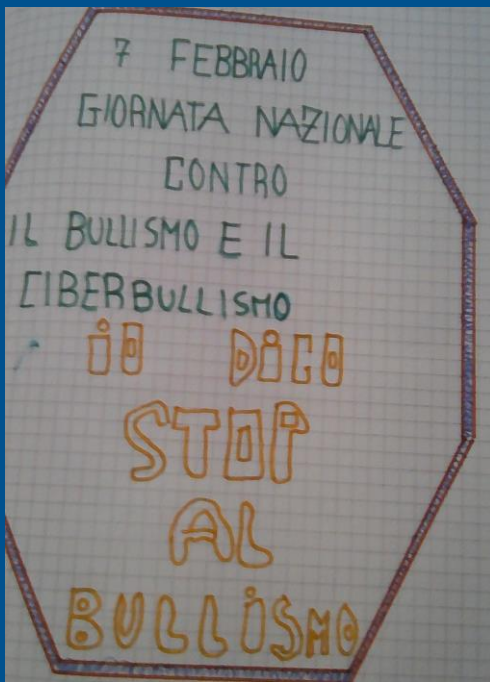 7 FEBBRAIO
GIORNATA NAZIONALE
CONTRO
IL BULLISMO E IL
CIBERBULLISMO
iO DiCO
STOP
AL
BULLiSMO